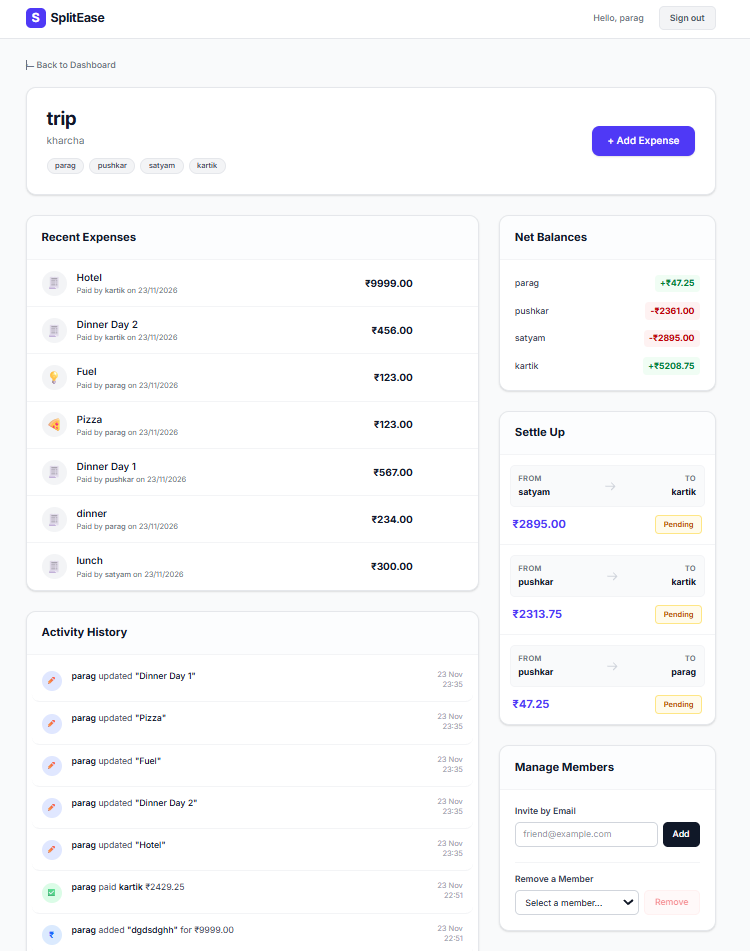 S SplitEase
Hello, parag
Sign out
Back to Dashboard
trip
kharcha
parag pushkar satyam kartik
+ Add Expense
Recent Expenses
Hotel
Paid by kartik on 23/11/2026
₹9999.00
Dinner Day 2
Paid by kartik on 23/11/2026
₹456.00
Fuel
Paid by parag on 23/11/2026
₹123.00
Pizza
Paid by parag on 23/11/2026
₹123.00
Dinner Day 1
Paid by pushkar on 23/11/2026
₹567.00
dinner
Paid by parag on 23/11/2026
₹234.00
lunch
Paid by satyam on 23/11/2026
₹300.00
Activity History
parag updated "Dinner Day 1"
23 Nov
23:35
parag updated "Pizza"
23 Nov
23:35
parag updated "Fuel"
23 Nov
23:35
parag updated "Dinner Day 2"
23 Nov
23:35
parag updated "Hotel"
23 Nov
23:35
parag paid kartik ₹2429.25
23 Nov
22:51
₹
parag added "dgdsdghh" for ₹9999.00
23 Nov
22:51
Net Balances
parag +₹47.25
pushkar -₹2361.00
satyam -₹2895.00
kartik +₹5208.75
Settle Up
FROM TO
satyam → kartik
₹2895.00 Pending
FROM TO
pushkar → kartik
₹2313.75 Pending
FROM TO
pushkar → parag
₹47.25 Pending
Manage Members
Invite by Email
friend@example.com Add
Remove a Member
Select a member... Remove